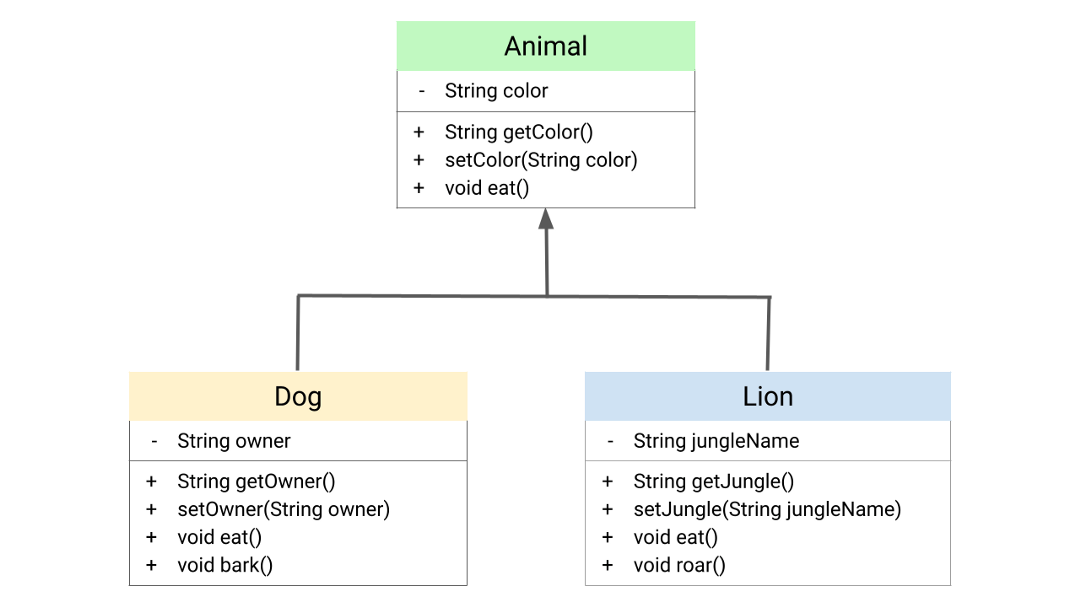 Animal
- String color
+ String getColor()
+ setColor(String color)
+ void eat()
Dog
- String owner
+ String getOwner()
+ setOwner(String owner)
+ void eat()
+ void bark()
Lion
- String jungleName
+ String getJungle()
+ setJungle(String jungleName)
+ void eat()
+ void roar()